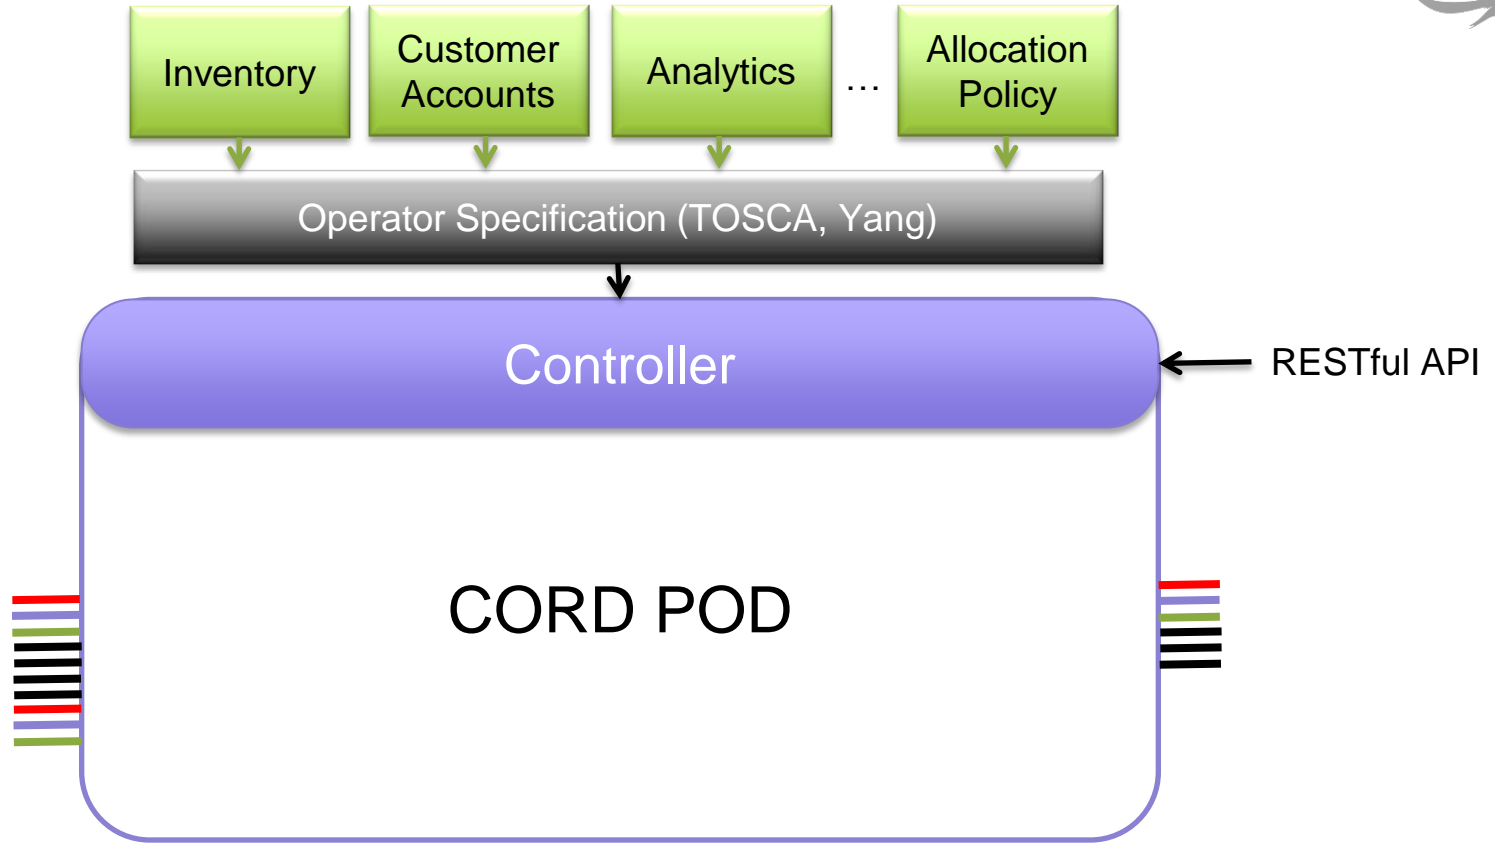 Inventory
Customer
Accounts
Analytics
...
Allocation
Policy
Operator Specification (TOSCA, Yang)
Controller
RESTful API
CORD POD